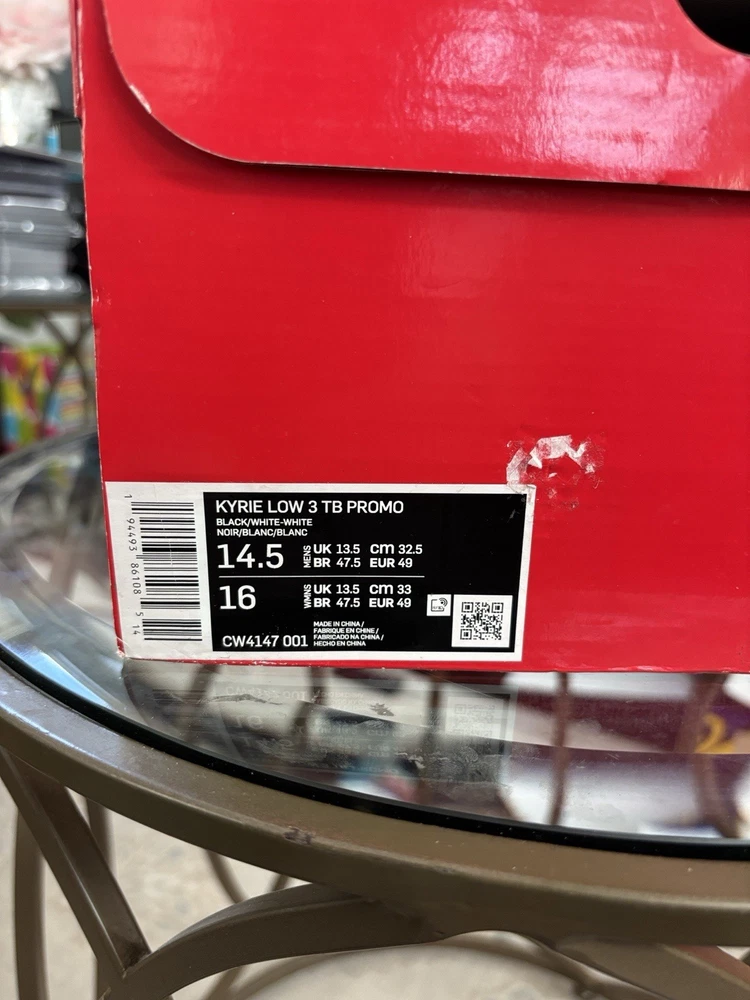 KYRIE LOW 3 TB PROMO
BLACK/WHITE-WHITE
NOIR/BLANC/BLANC
14.5 MENS UK 13.5 cm 32.5
BR 47.5 EUR 49
16 WMNS UK 13.5 cm 33
BR 47.5 EUR 49
MADE IN CHINA /
FABRIQUE EN CHINE /
FABRICADO NA CHINA /
HECHO EN CHINA
CW4147 001
1 94493 86108 5 14